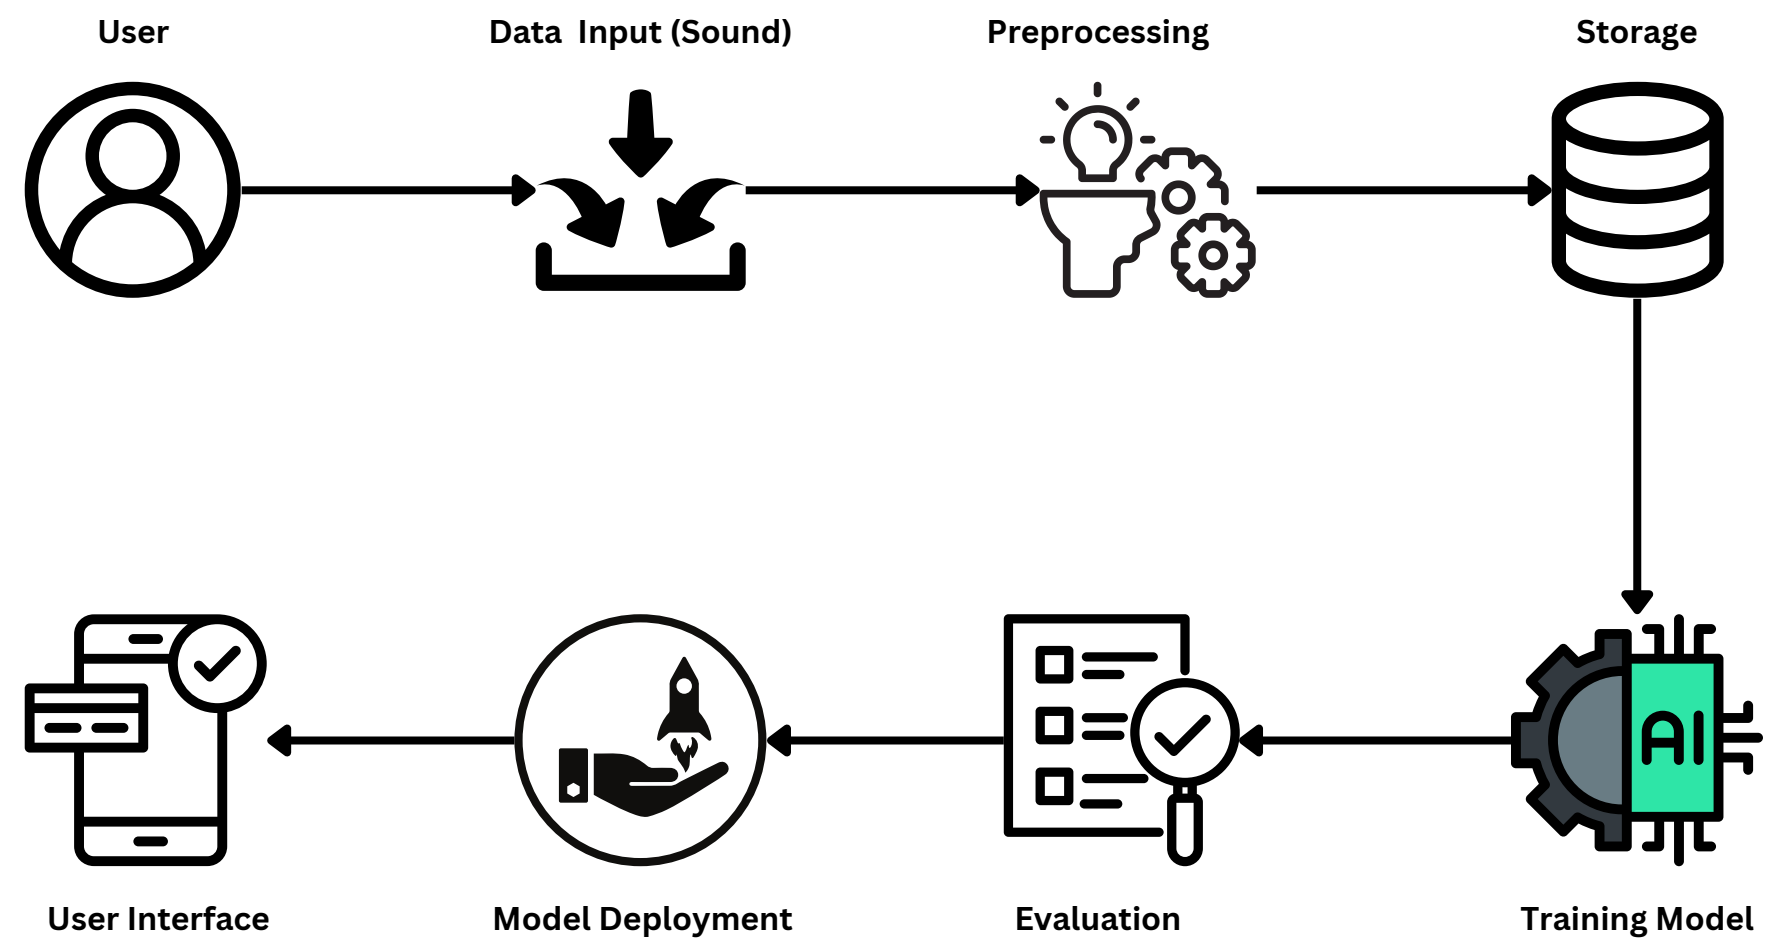 User
Data Input (Sound)
Preprocessing
Storage
AI
User Interface
Model Deployment
Evaluation
Training Model